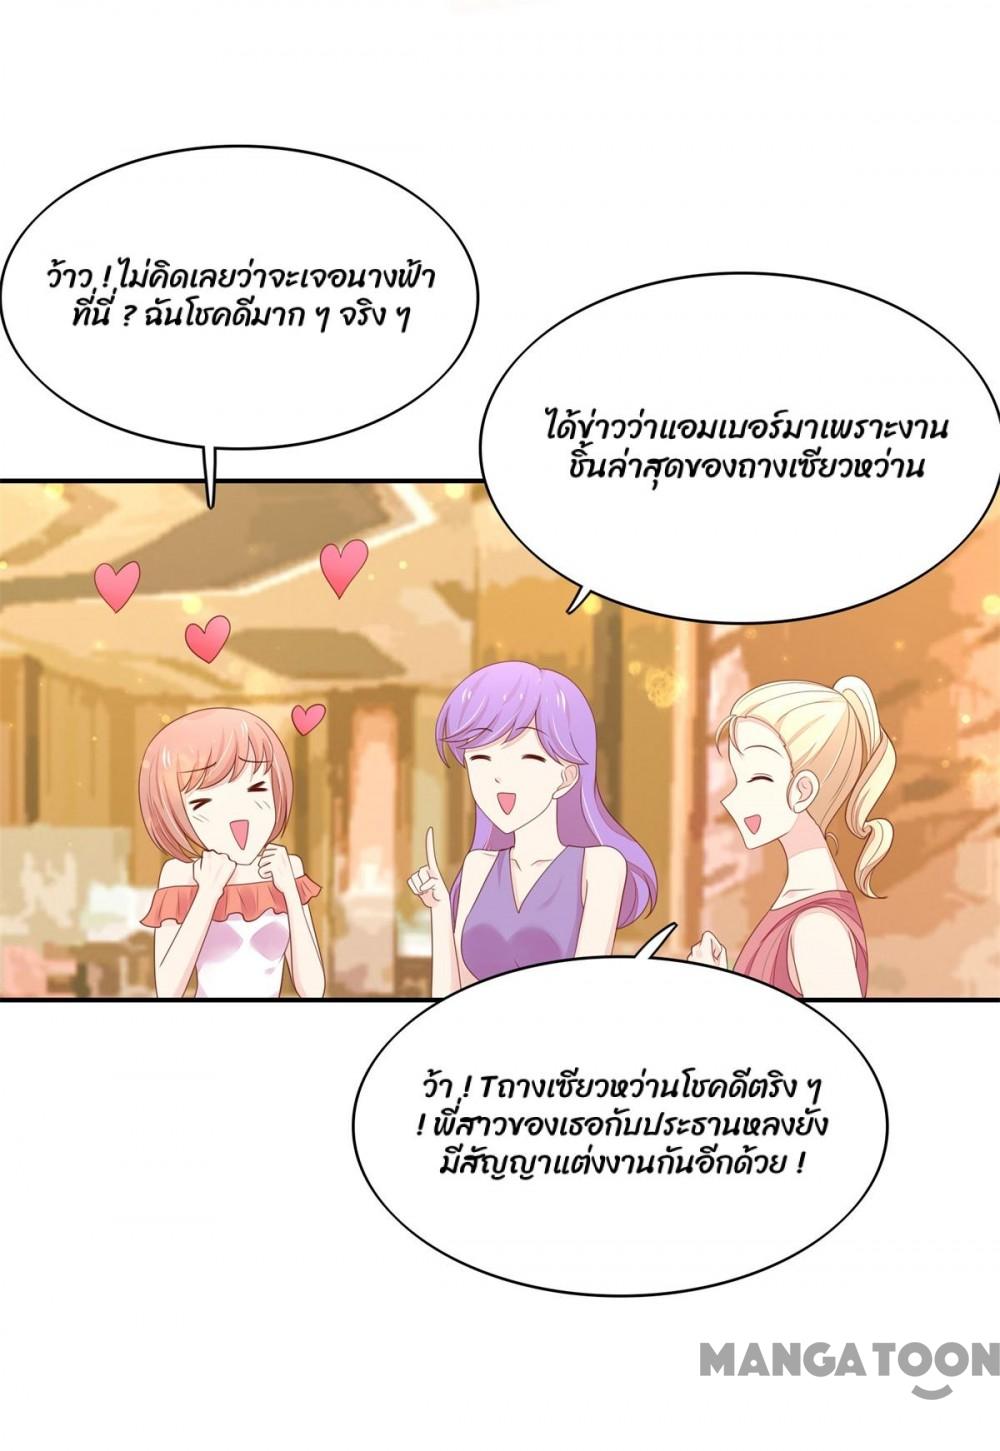 ว้าว ! ไม่คิดเลยว่าจะเจอนางฟ้า
ที่นี่ ? ฉันโชคดีมาก ๆ จริง ๆ
ได้ข่าวว่าแอมเบอร์มาเพราะงาน
ชิ้นล่าสุดของถางเซียวหว่าน
ว้า ! Tถางเซียวหว่านโชคดีตริง ๆ
! พี่สาวของเธอกับประธานหลงยัง
มีสัญญาแต่งงานกันอีกด้วย !
MANGATOON